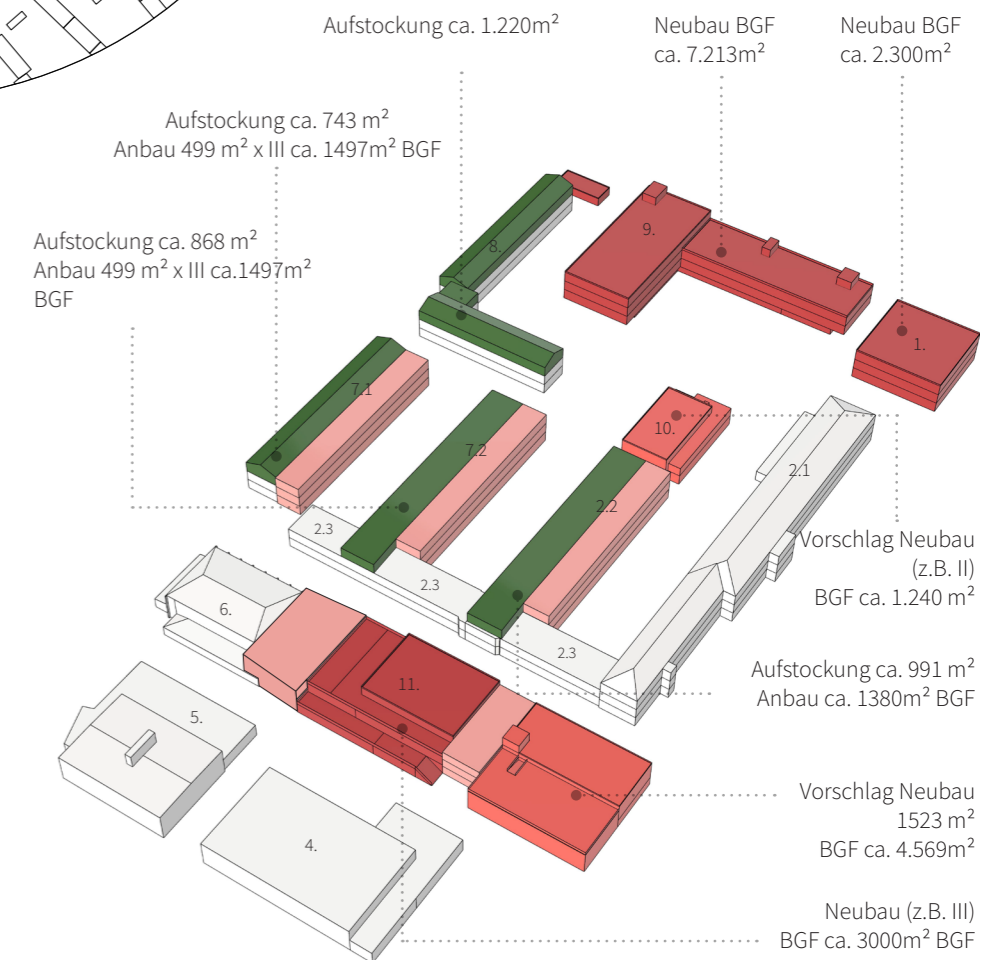 Aufstockung ca. 1.220m²
Neubau BGF
ca. 7.213m²
Neubau BGF
ca. 2.300m²
Aufstockung ca. 743 m²
Anbau 499 m² x III ca. 1497m² BGF
Aufstockung ca. 868 m²
Anbau 499 m² x III ca.1497m²
BGF
8.
9.
1.
7.1
7.2
10.
2.1
2.2
2.3
2.3
2.3
6.
11.
5.
4.
Vorschlag Neubau
(z.B. II)
BGF ca. 1.240 m²
Aufstockung ca. 991 m²
Anbau ca. 1380m² BGF
Vorschlag Neubau
1523 m²
BGF ca. 4.569m²
Neubau (z.B. III)
BGF ca. 3000m² BGF